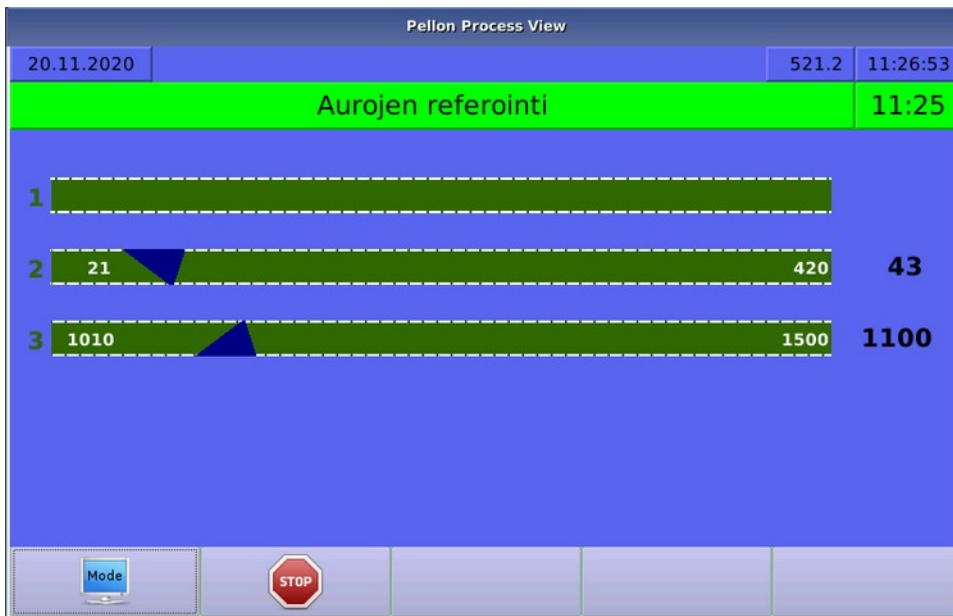 Pellon Process View
20.11.2020 521.2 11:26:53
Aurojen referointi 11:25
1
2 21 420 43
3 1010 1500 1100
Mode STOP